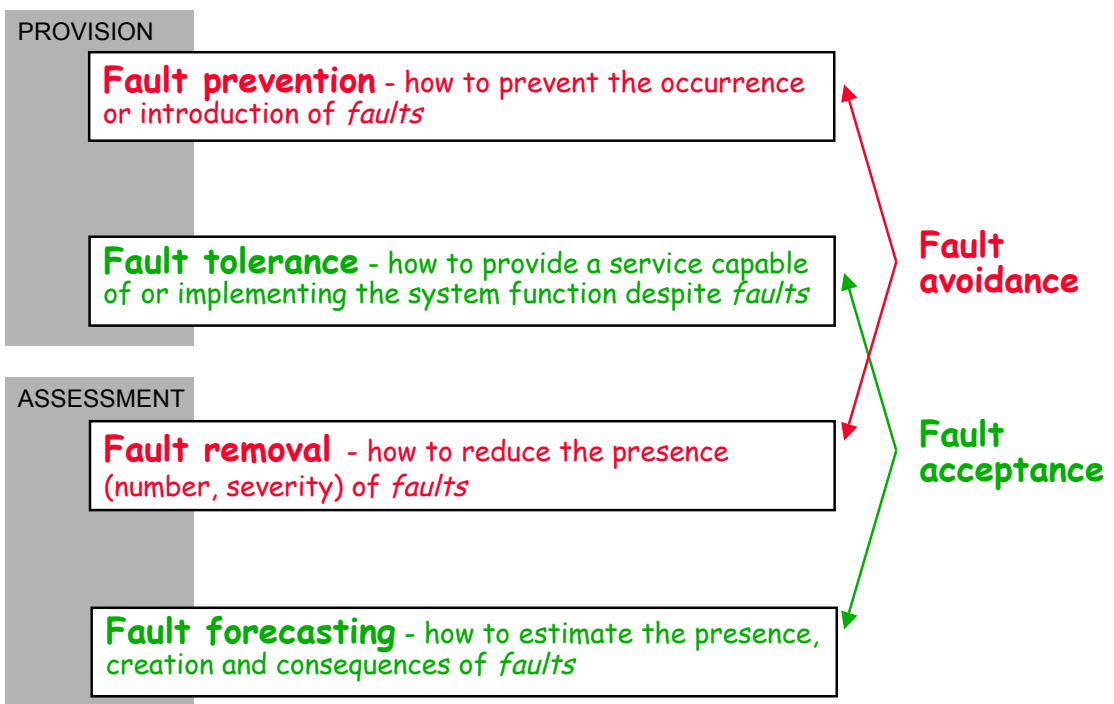 PROVISION
Fault prevention - how to prevent the occurrence
or introduction of faults
Fault tolerance - how to provide a service capable
of or implementing the system function despite faults
Fault
avoidance
ASSESSMENT
Fault removal - how to reduce the presence
(number, severity) of faults
Fault
acceptance
Fault forecasting - how to estimate the presence,
creation and consequences of faults